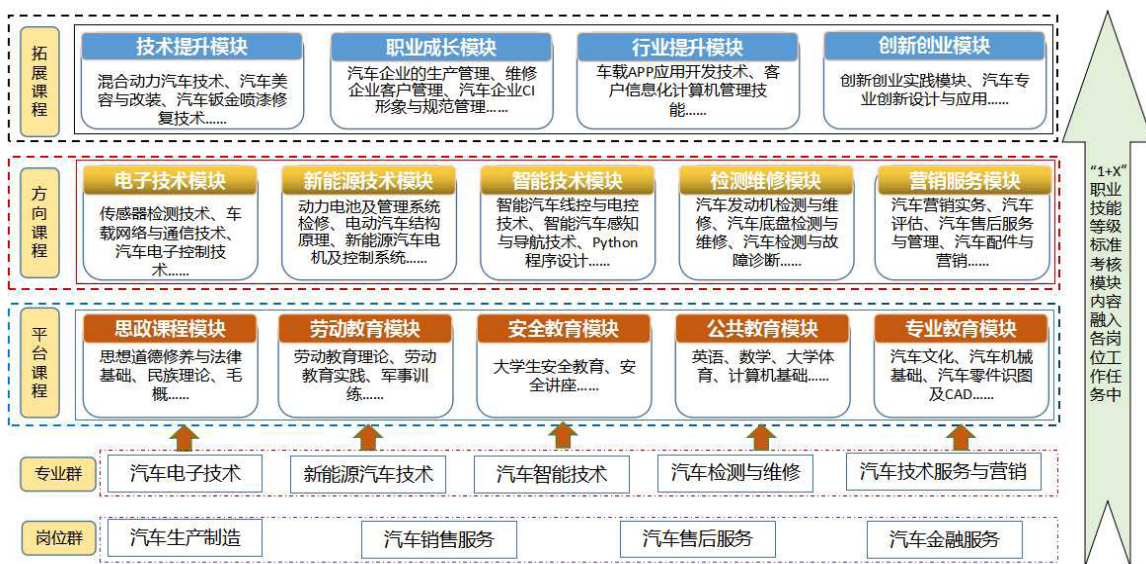 拓展课程
技术提升模块
混合动力汽车技术、汽车美
容与改装、汽车钣金喷漆修
复技术......
职业成长模块
汽车企业的生产管理、维修
企业客户管理、汽车企业CI
形象与规范管理......
行业提升模块
车载APP应用开发技术、客
户信息化计算机管理技
能......
创新创业模块
创新创业实践模块、汽车专
业创新设计与应用......
方向课程
电子技术模块
传感器检测技术、车
载网络与通信技术、
汽车电子控制技
术......
新能源技术模块
动力电池及管理系统
检修、电动汽车结构
原理、新能源汽车电
机及控制系统......
智能技术模块
智能汽车线控与电控
技术、智能汽车感知
与导航技术、Python
程序设计......
检测维修模块
汽车发动机检测与维
修、汽车底盘检测与
维修、汽车检测与故
障诊断......
营销服务模块
汽车营销实务、汽车
评估、汽车售后服务
与管理、汽车配件与
营销......
平台课程
思政课程模块
思想道德修养与法律
基础、民族理论、毛
概......
劳动教育模块
劳动教育理论、劳动
教育实践、军事训
练......
安全教育模块
大学生安全教育、安
全讲座......
公共教育模块
英语、数学、大学体
育、计算机基础......
专业教育模块
汽车文化、汽车机械
基础、汽车零件识图
及CAD......
专业群
汽车电子技术
新能源汽车技术
汽车智能技术
汽车检测与维修
汽车技术服务与营销
岗位群
汽车生产制造
汽车销售服务
汽车售后服务
汽车金融服务
“1+X”
职业
技能
等级
标准
考核
模块
内容
融入
各岗
位工
作任
务中